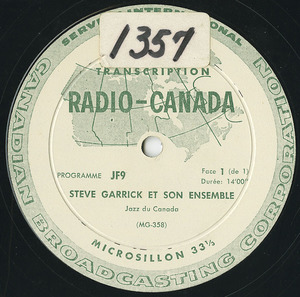 SERVICE INTERNATIONAL
1357
TRANSCRIPTION
RADIO-CANADA
PROGRAMME JF9
Face 1 (de 1)
Durée: 14'00"
STEVE GARRICK ET SON ENSEMBLE
Jazz du Canada
(MG-358)
MICROSILLON 33⅓
CANADIAN BROADCASTING CORPORATION